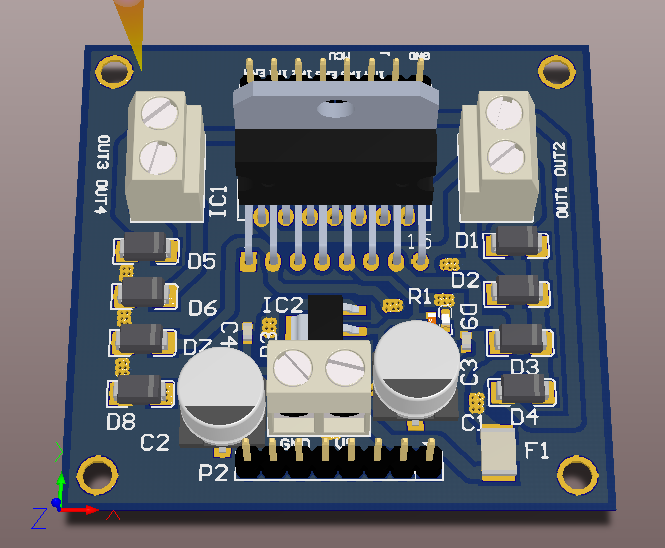 MCU
GND
OUT3 OUT4
IC1
OUT1 OUT2
15
D1
D5
D2
D6
IC2
R1
D9
C4
D7
C3
D3
D8
D4
C2
C1
GND
F1
P2
Z